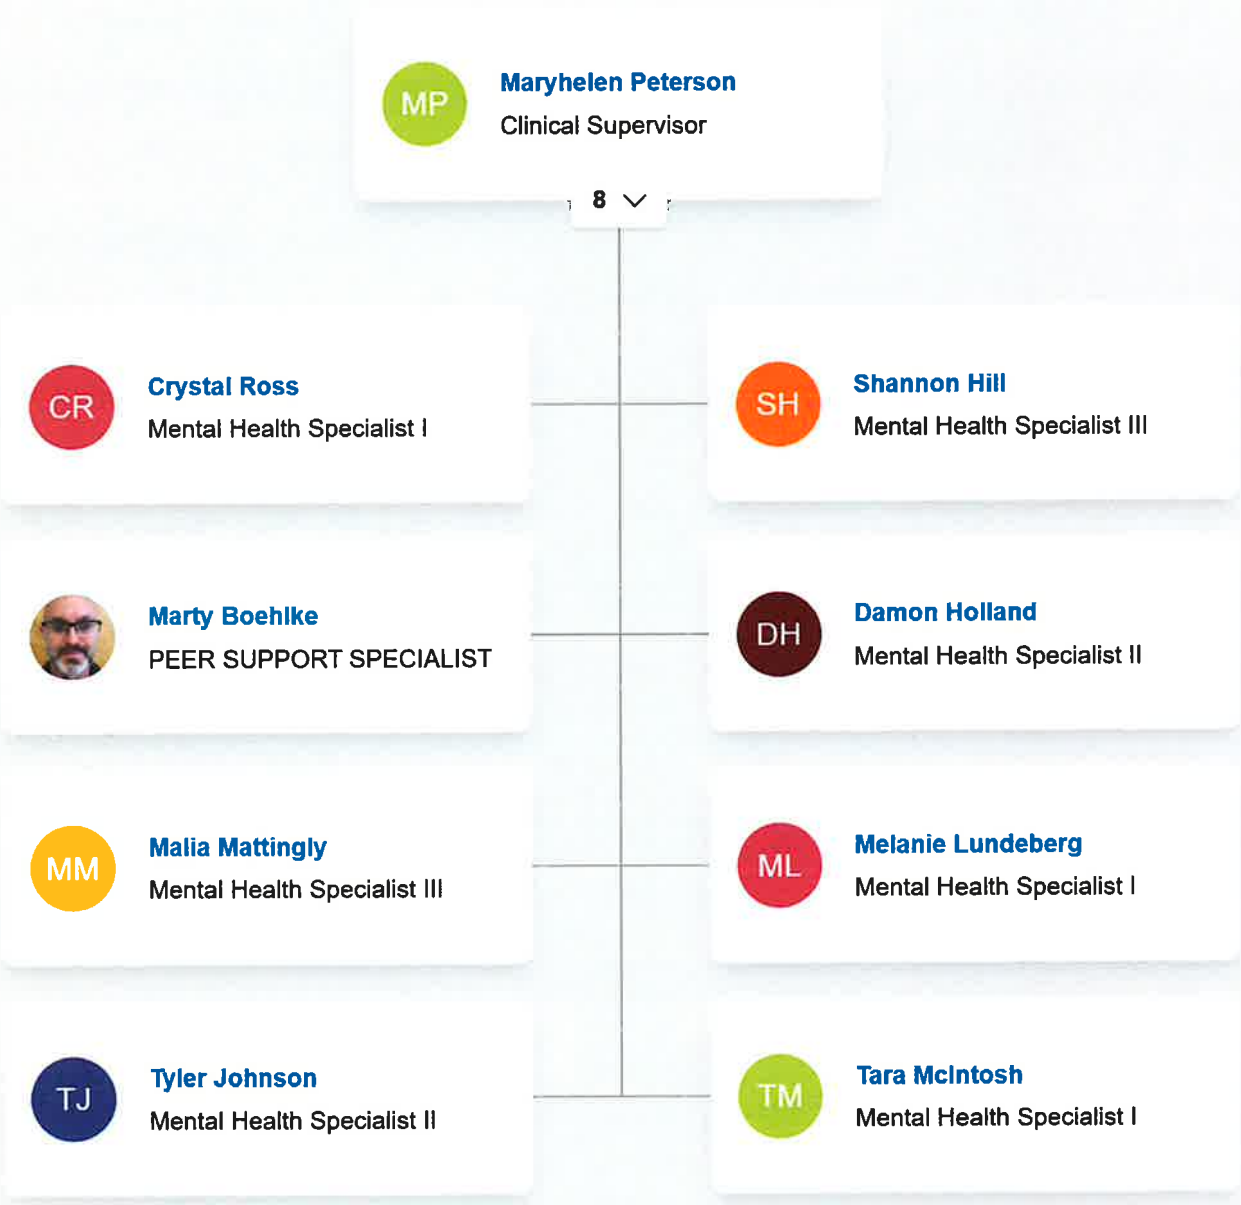 MP
Maryhelen Peterson
Clinical Supervisor
8
CR
Crystal Ross
Mental Health Specialist I
SH
Shannon Hill
Mental Health Specialist III
Marty Boehlke
PEER SUPPORT SPECIALIST
DH
Damon Holland
Mental Health Specialist II
MM
Malia Mattingly
Mental Health Specialist III
ML
Melanie Lundeberg
Mental Health Specialist I
TJ
Tyler Johnson
Mental Health Specialist II
TM
Tara McIntosh
Mental Health Specialist I